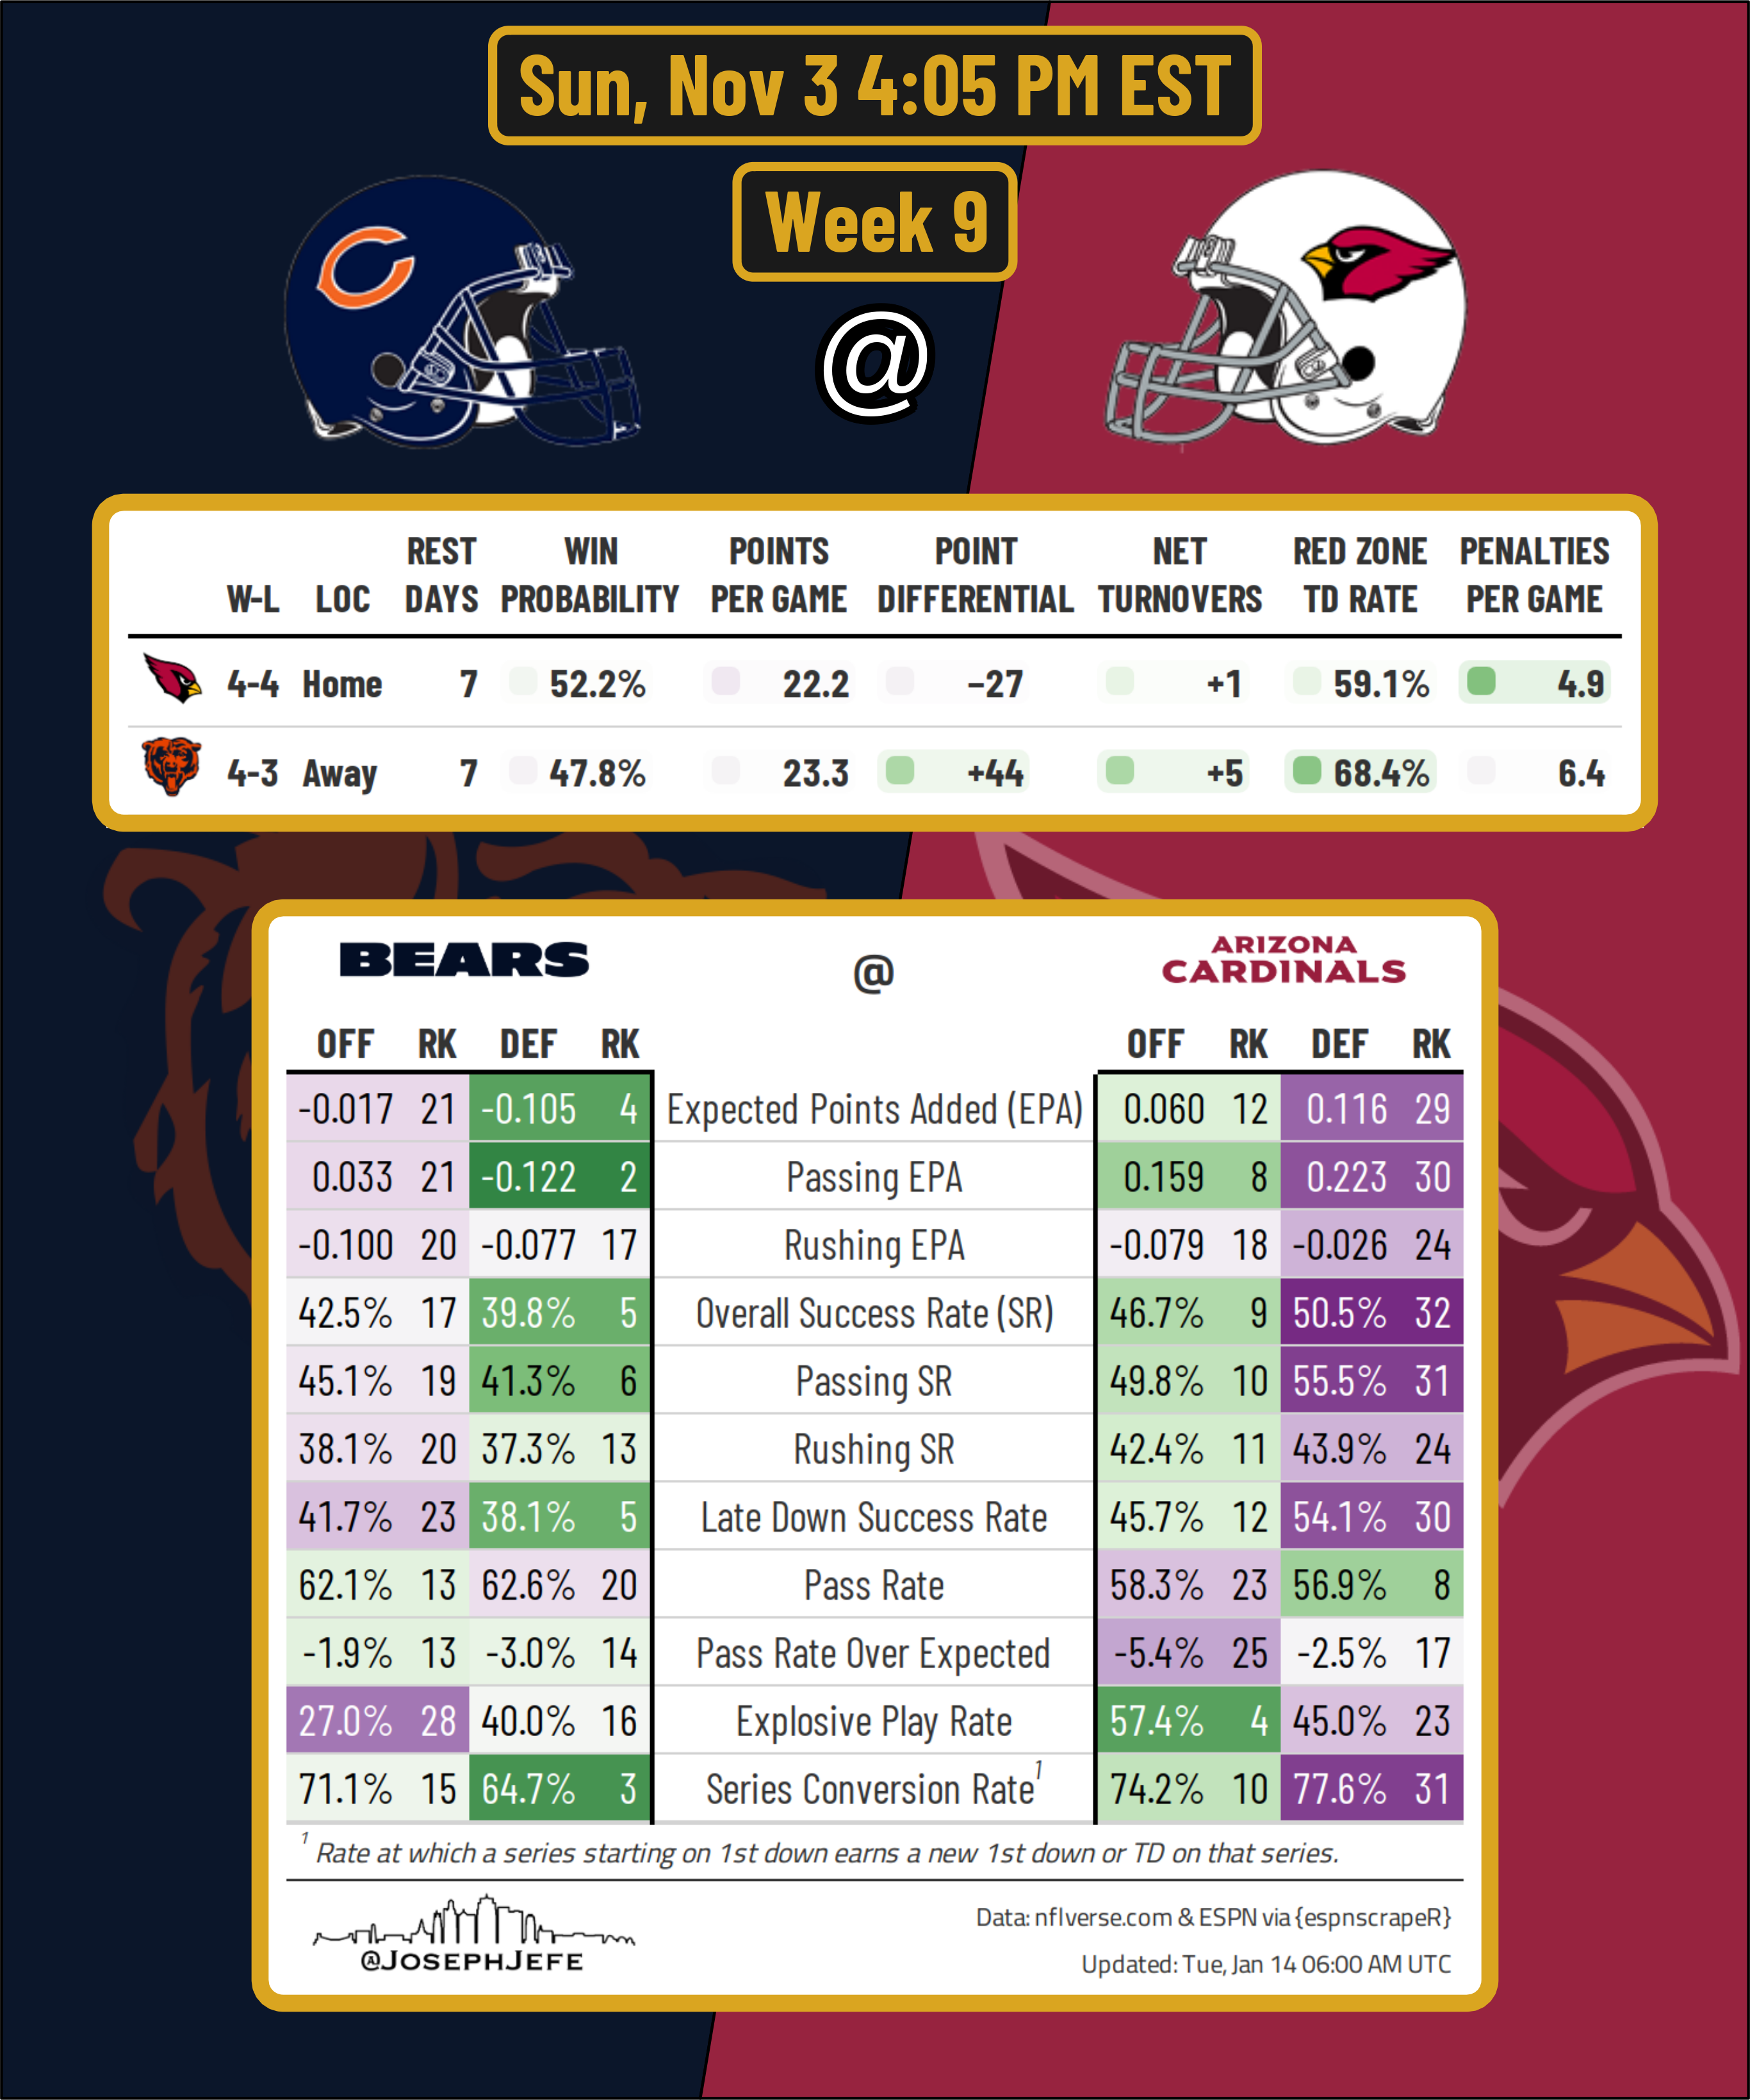 Sun, Nov 3 4:05 PM EST
Week 9
@
W-L LOC REST DAYS WIN PROBABILITY POINTS PER GAME POINT DIFFERENTIAL NET TURNOVERS RED ZONE TD RATE PENALTIES PER GAME
4-4 Home 7 52.2% 22.2 −27 +1 59.1% 4.9
4-3 Away 7 47.8% 23.3 +44 +5 68.4% 6.4
BEARS @ ARIZONA CARDINALS
OFF RK DEF RK OFF RK DEF RK
-0.017 21 -0.105 4 Expected Points Added (EPA) 0.060 12 0.116 29
0.033 21 -0.122 2 Passing EPA 0.159 8 0.223 30
-0.100 20 -0.077 17 Rushing EPA -0.079 18 -0.026 24
42.5% 17 39.8% 5 Overall Success Rate (SR) 46.7% 9 50.5% 32
45.1% 19 41.3% 6 Passing SR 49.8% 10 55.5% 31
38.1% 20 37.3% 13 Rushing SR 42.4% 11 43.9% 24
41.7% 23 38.1% 5 Late Down Success Rate 45.7% 12 54.1% 30
62.1% 13 62.6% 20 Pass Rate 58.3% 23 56.9% 8
-1.9% 13 -3.0% 14 Pass Rate Over Expected -5.4% 25 -2.5% 17
27.0% 28 40.0% 16 Explosive Play Rate 57.4% 4 45.0% 23
71.1% 15 64.7% 3 Series Conversion Rate¹ 74.2% 10 77.6% 31
¹ Rate at which a series starting on 1st down earns a new 1st down or TD on that series.
@JOSEPHJEFE
Data: nflverse.com & ESPN via {espnscrapeR}
Updated: Tue, Jan 14 06:00 AM UTC